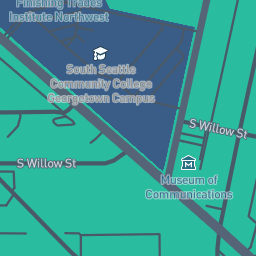 Finishing Trades
Institute Northwest
South Seattle
Community College
Georgetown Campus
S Willow St
S Willow St
Museum of
Communications